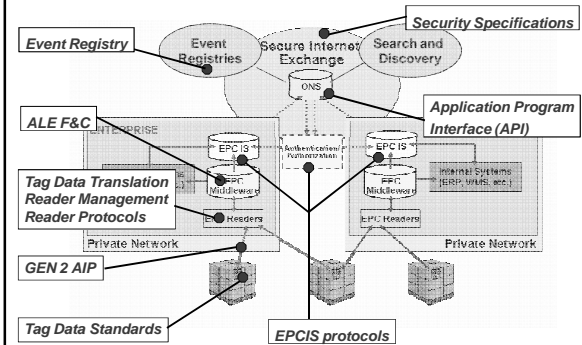 Security Specifications
Event Registry
Event
Registries
Secure Internet
Exchange
Search and
Discovery
ONS
Application Program
Interface (API)
ALE F&C
ENTERPRISE
EPC IS
Authentication/
Authorization
EPC IS
Tag Data Translation
Reader Management
Reader Protocols
EPC
Middleware
EPC
Middleware
Internal Systems
(ERP, WMS, etc.)
Readers
EPC Readers
Private Network
Private Network
GEN 2 AIP
Tag Data Standards
EPCIS protocols